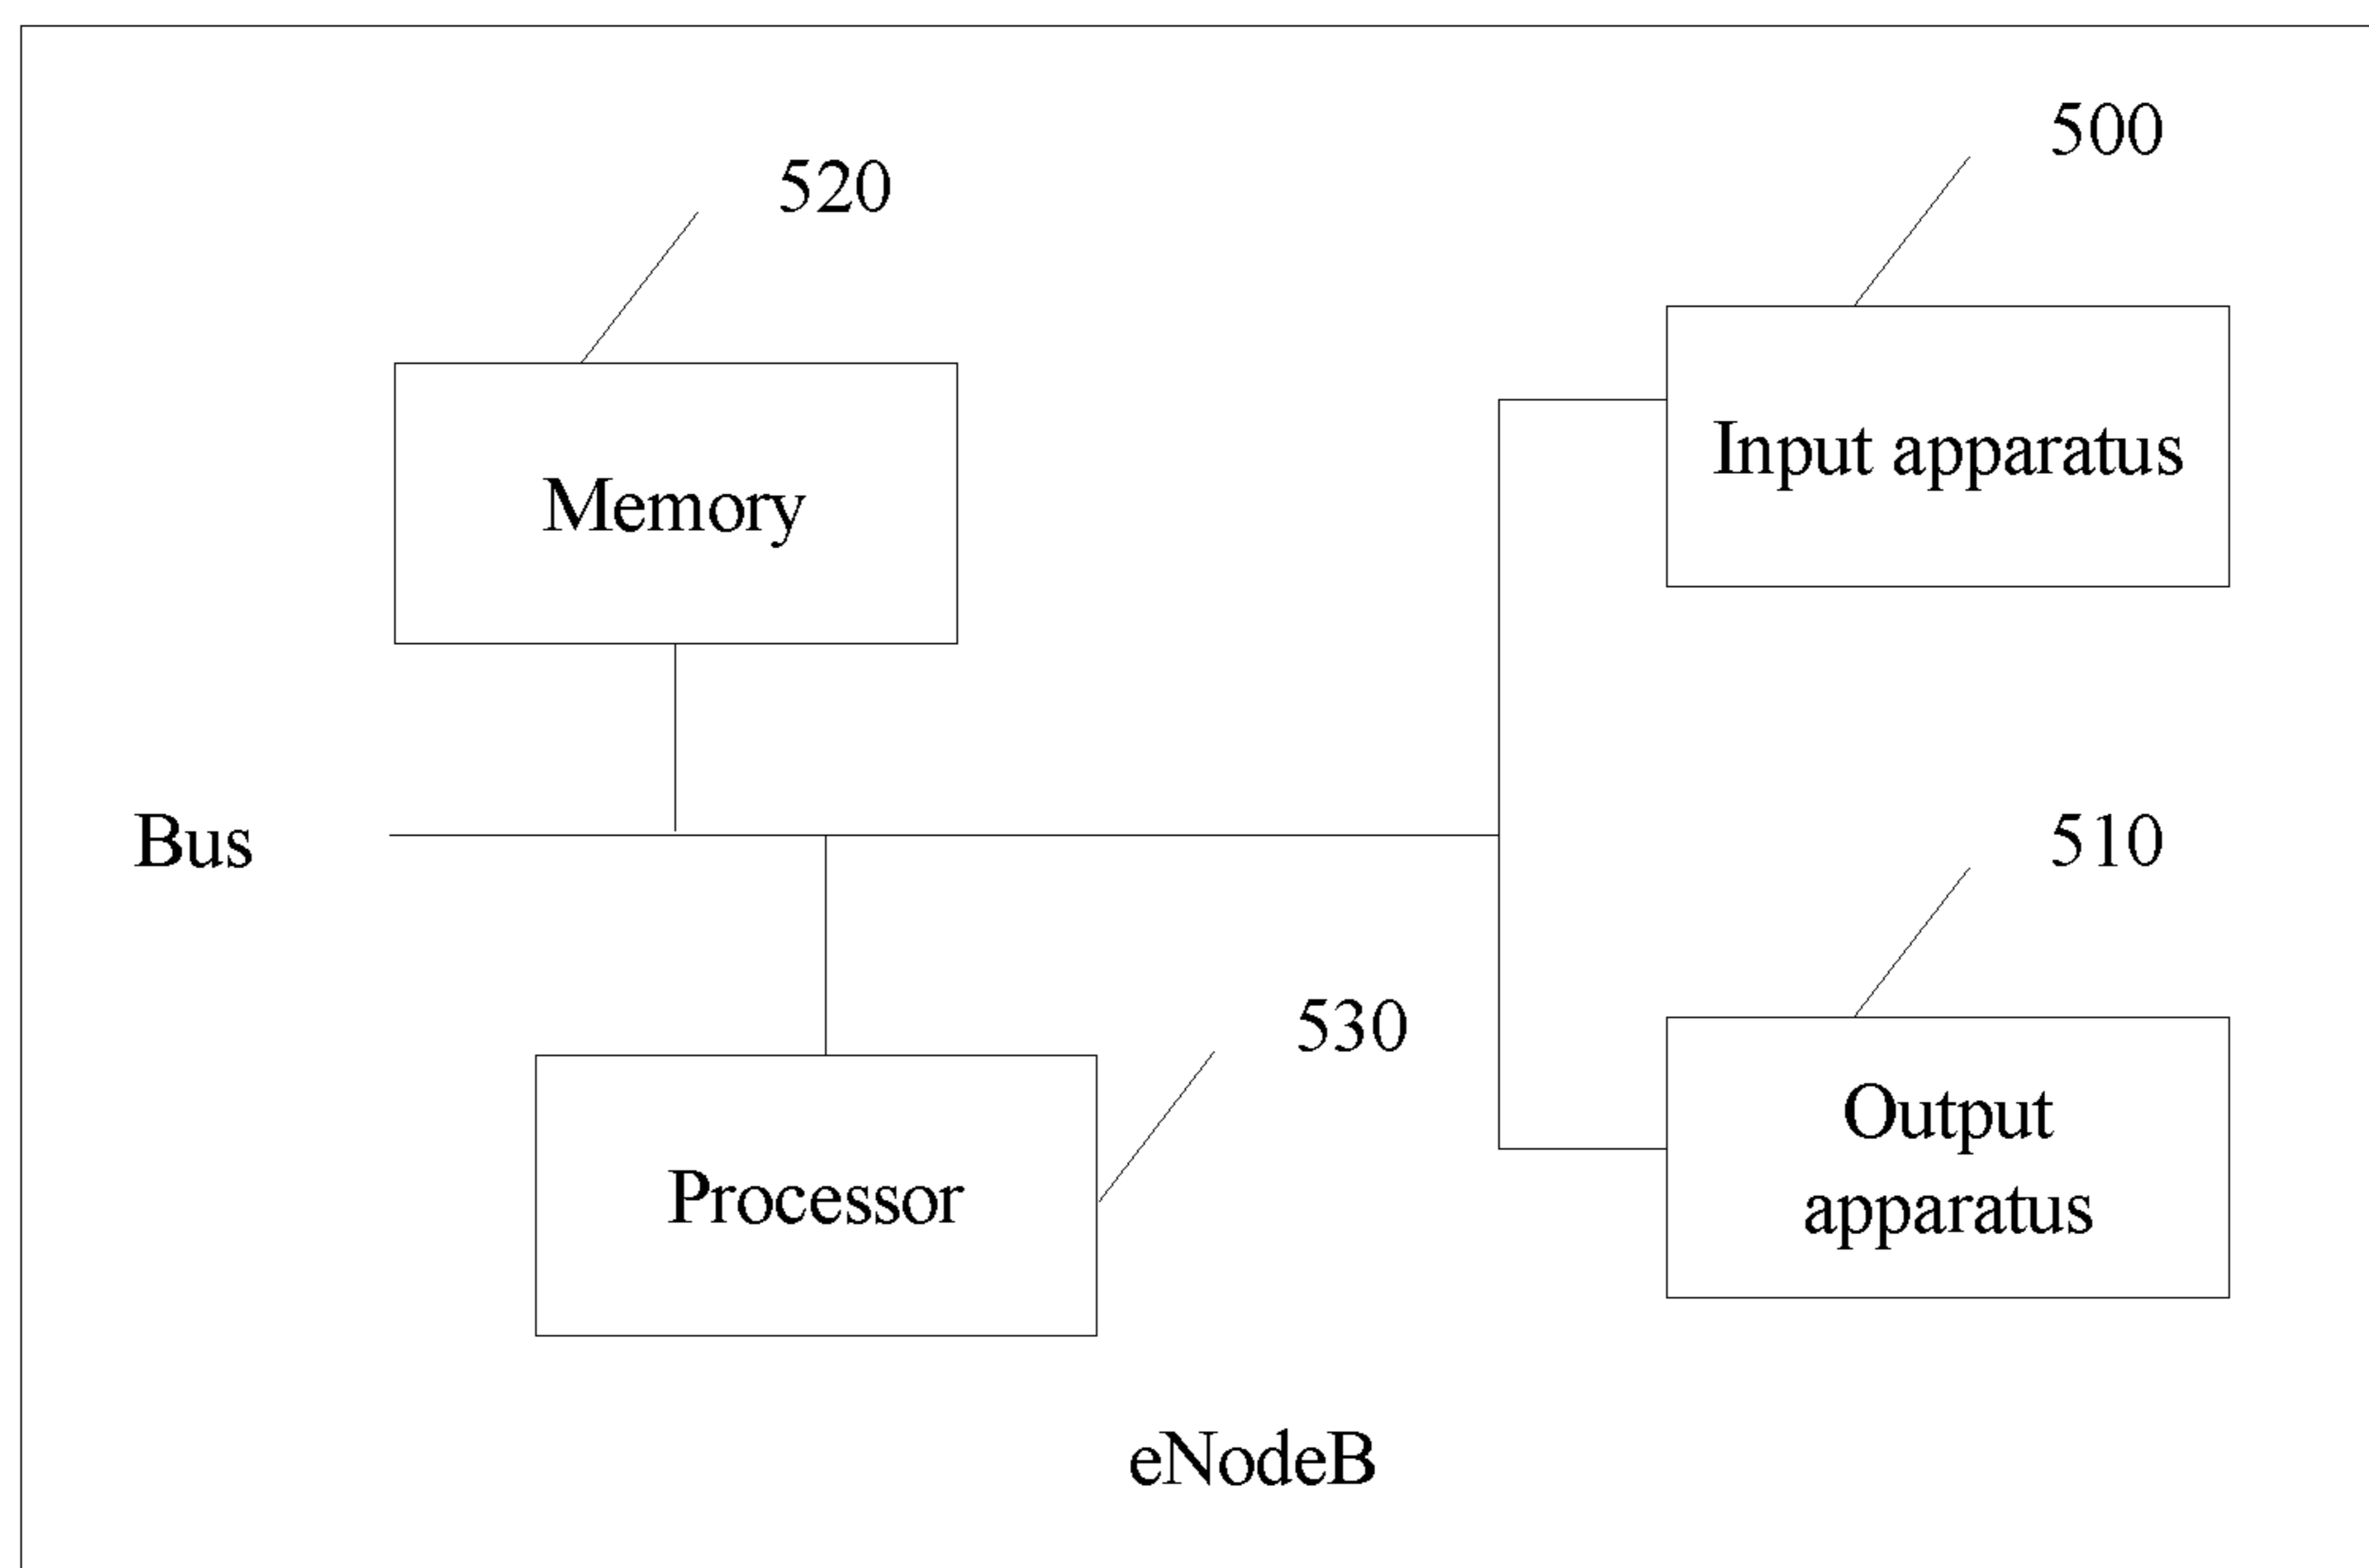 500
520
Input apparatus
Memory
Bus
510
530
Output
apparatus
Processor
eNodeB